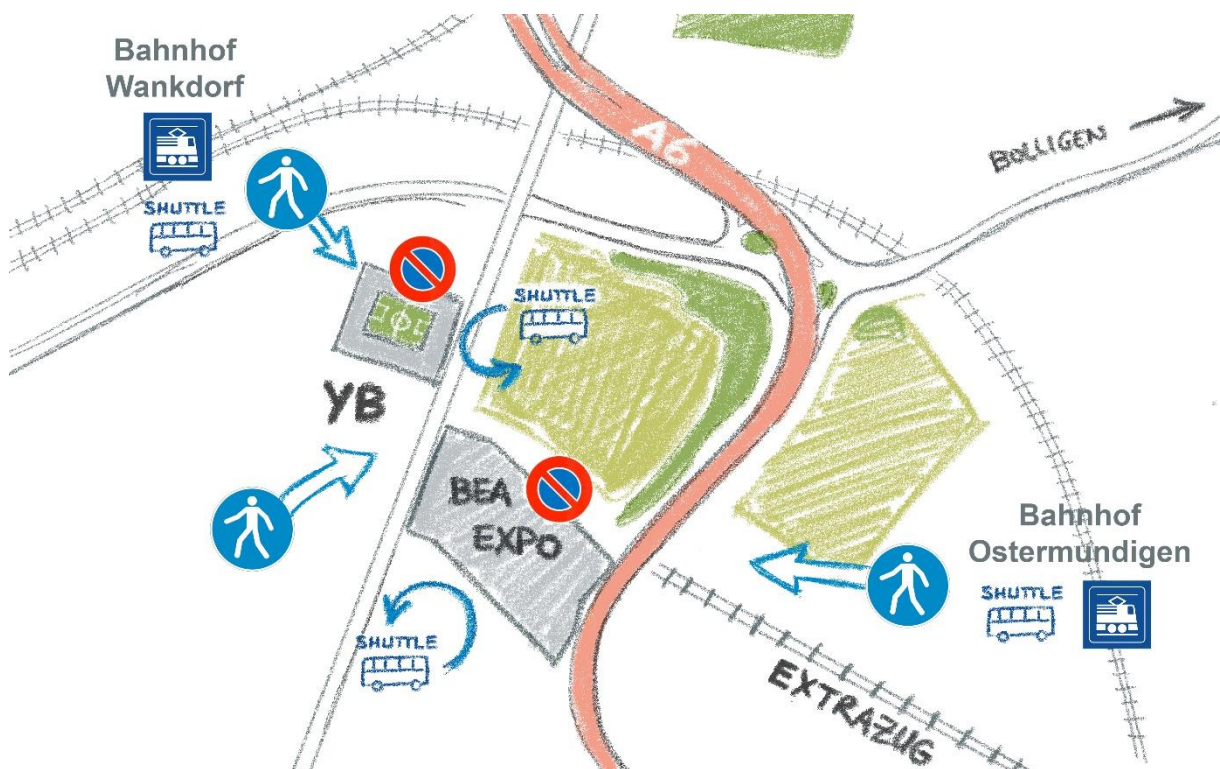 Bahnhof
Wankdorf
SHUTTLE
A6
BOLLIGEN
SHUTTLE
YB
BEA
EXPO
SHUTTLE
Bahnhof
Ostermundigen
SHUTTLE
EXTRAZUG